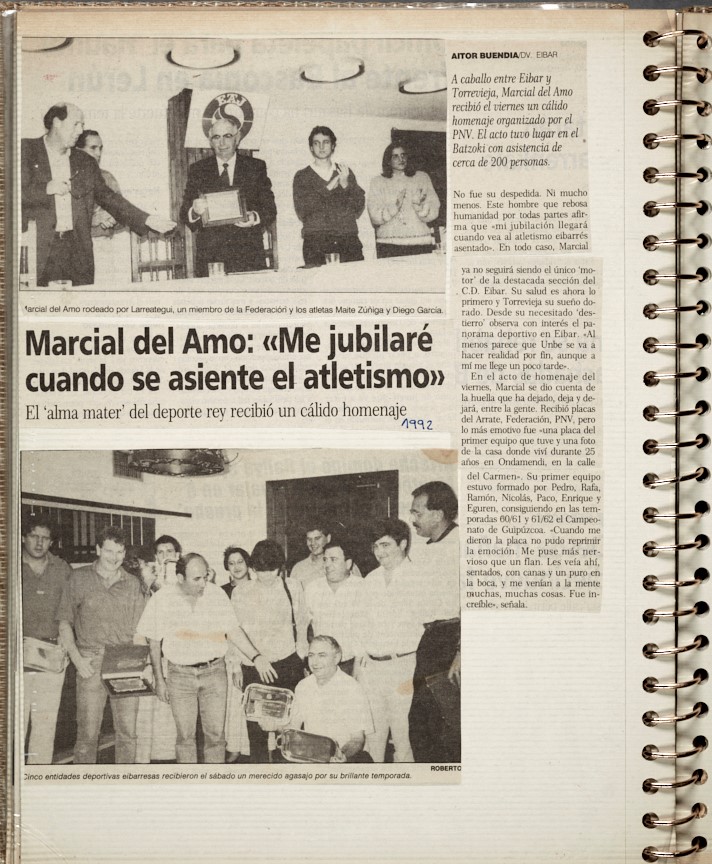 AITOR BUENDIA/DV. EIBAR
A caballo entre Eibar y
Torrevieja, Marcial del Amo
recibió el viernes un cálido
homenaje organizado por el
PNV. El acto tuvo lugar en el
Batzoki con asistencia de
cerca de 200 personas.
No fue su despedida. Ni mucho
menos. Este hombre que rebosa
humanidad por todas partes afir-
ma que «mi jubilación llegará
cuando vea al atletismo eibarrés
asentado». En todo caso, Marcial
ya no seguirá siendo el único 'mo-
tor' de la destacada sección del
C.D. Eibar. Su salud es ahora lo
primero y Torrevieja su sueño do-
rado. Desde su necesitado 'des-
tierro' observa con interés el pa-
norama deportivo en Eibar. «Al
menos parece que Unbe se va a
hacer realidad por fin, aunque a
mí me llege un poco tarde».
En el acto de homenaje del
viernes, Marcial se dio cuenta de
la huella que ha dejado, deja y de-
jará, entre la gente. Recibió placas
del Arrate, Federación, PNV, pero
lo más emotivo fue «una placa del
primer equipo que tuve y una foto
de la casa donde viví durante 25
años en Ondamendi, en la calle
del Carmen». Su primer equipo
estuvo formado por Pedro, Rafa,
Ramón, Nicolás, Paco, Enrique y
Eguren, consiguiendo en las tem-
poradas 60/61 y 61/62 el Campeo-
nato de Guipúzcoa. «Cuando me
dieron la placa no pudo reprimir
la emoción. Me puse más ner-
vioso que un flan. Les veía ahí,
sentados, con canas y un puro en
la boca, y me venían a la mente
muchas, muchas cosas. Fue in-
creíble», señala.
Marcial del Amo rodeado por Larreategui, un miembro de la Federación y los atletas Maite Zúñiga y Diego García.
Marcial del Amo: «Me jubilaré
cuando se asiente el atletismo»
El 'alma mater' del deporte rey recibió un cálido homenaje
1992
ROBERTO
Cinco entidades deportivas eibarresas recibieron el sábado un merecido agasajo por su brillante temporada.